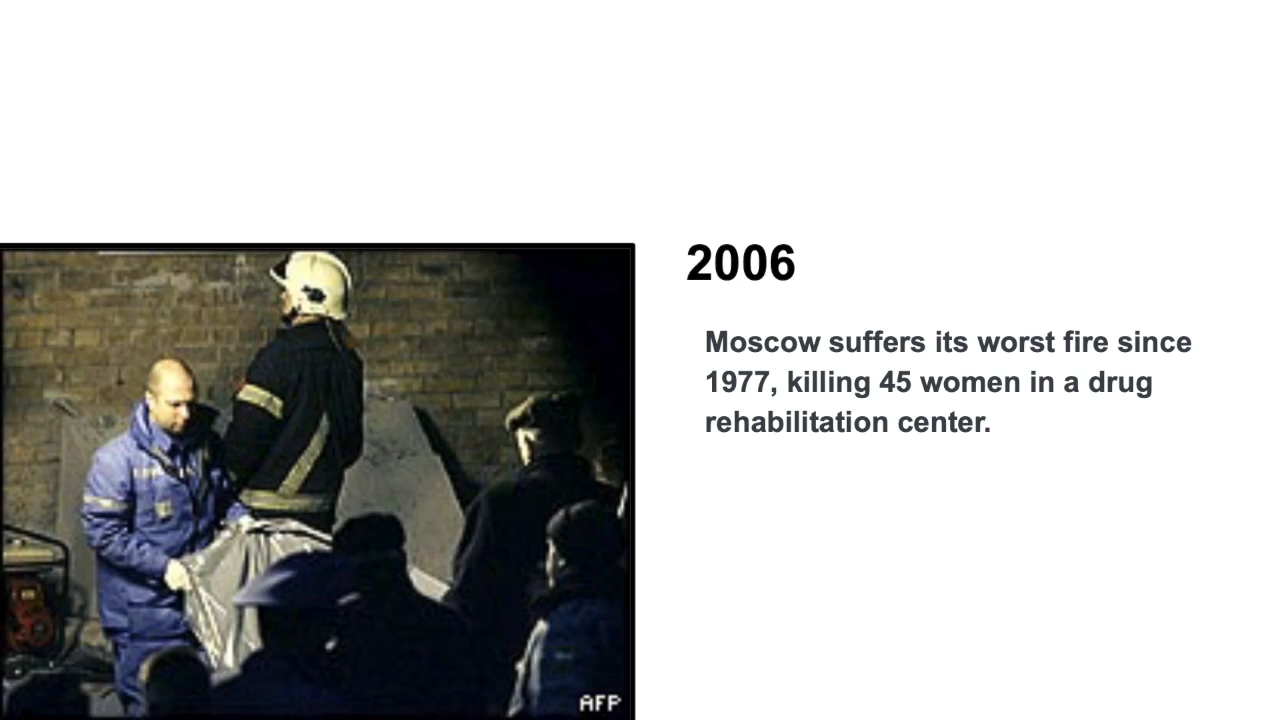 2006
Moscow suffers its worst fire since
1977, killing 45 women in a drug
rehabilitation center.
AFP